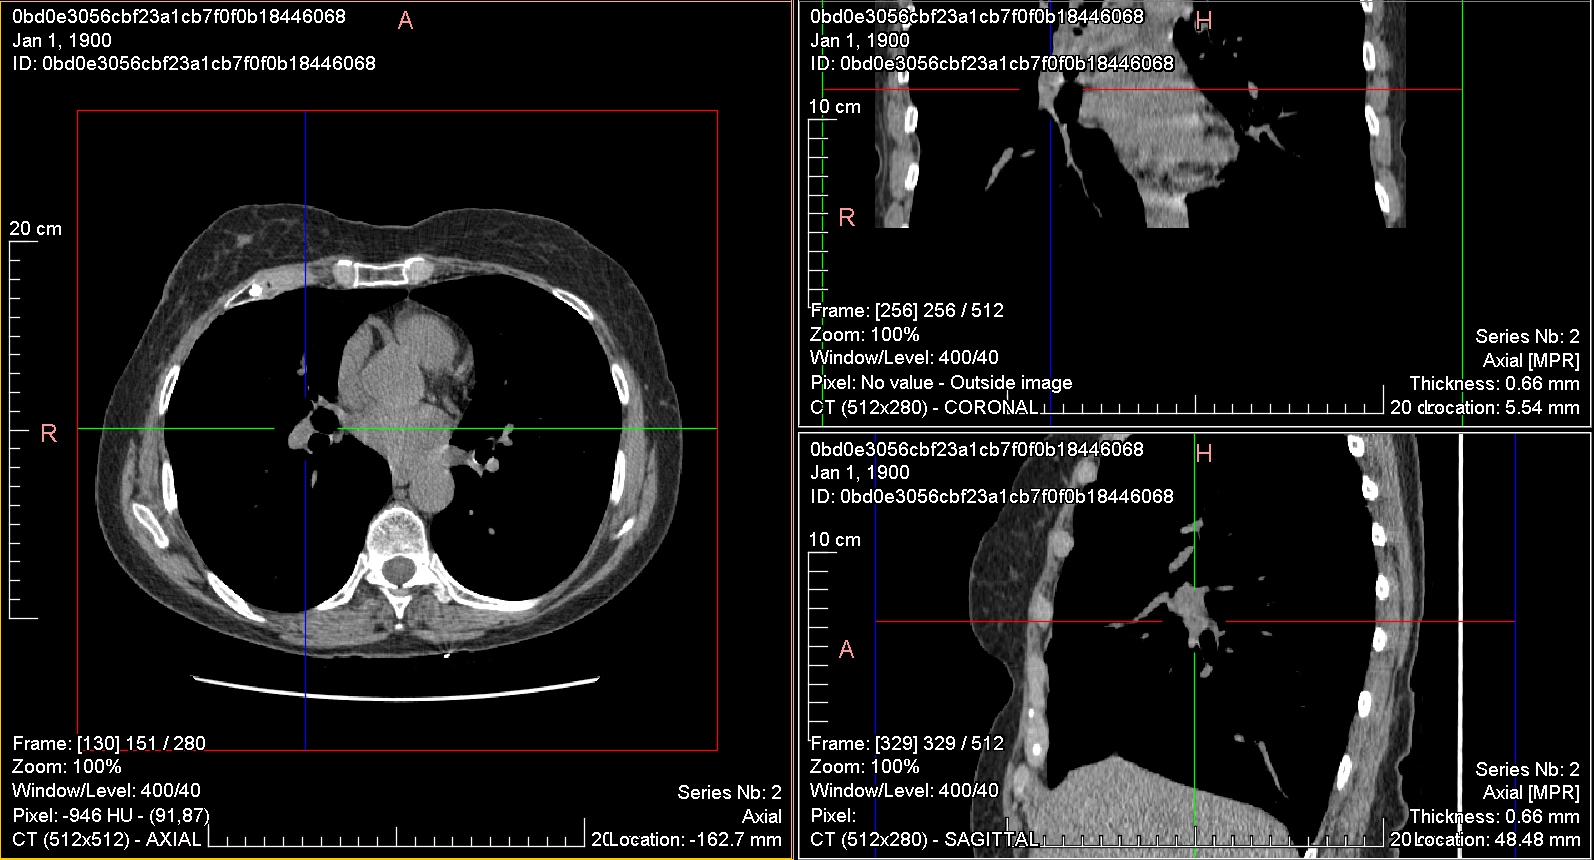 0bd0e3056cbf23a1cb7f0f0b18446068
Jan 1, 1900
ID: 0bd0e3056cbf23a1cb7f0f0b18446068
A
20 cm
R
Frame: [130] 151 / 280
Zoom: 100%
Window/Level: 400/40
Pixel: -946 HU - (91,87)
CT (512x512) - AXIAL
Series Nb: 2
Axial
Location: -162.7 mm
0bd0e3056cbf23a1cb7f0f0b18446068
Jan 1, 1900
ID: 0bd0e3056cbf23a1cb7f0f0b18446068
H
10 cm
R
Frame: [256] 256 / 512
Zoom: 100%
Window/Level: 400/40
Pixel: No value - Outside image
CT (512x280) - CORONAL
Series Nb: 2
Axial [MPR]
Thickness: 0.66 mm
20 cm
Location: 5.54 mm
0bd0e3056cbf23a1cb7f0f0b18446068
Jan 1, 1900
ID: 0bd0e3056cbf23a1cb7f0f0b18446068
H
10 cm
A
Frame: [329] 329 / 512
Zoom: 100%
Window/Level: 400/40
Pixel:
CT (512x280) - SAGITTAL
Series Nb: 2
Axial [MPR]
Thickness: 0.66 mm
20
Location: 48.48 mm